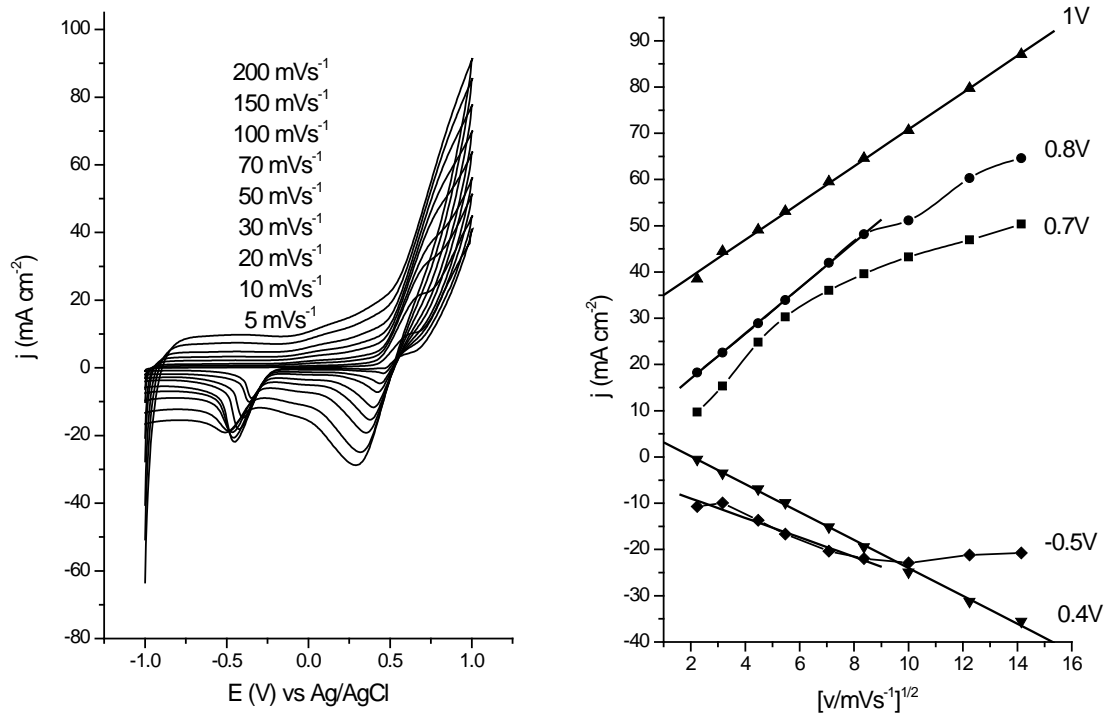 100
80
60
40
20
0
-20
-40
-60
-80
j (mA cm⁻²)
200 mVs⁻¹
150 mVs⁻¹
100 mVs⁻¹
70 mVs⁻¹
50 mVs⁻¹
30 mVs⁻¹
20 mVs⁻¹
10 mVs⁻¹
5 mVs⁻¹
-1.0 -0.5 0.0 0.5 1.0
E (V) vs Ag/AgCl
90
80
70
60
50
40
30
20
10
0
-10
-20
-30
-40
j (mA cm⁻²)
1V
0.8V
0.7V
-0.5V
0.4V
2 4 6 8 10 12 14 16
[v/mVs⁻¹]¹/²